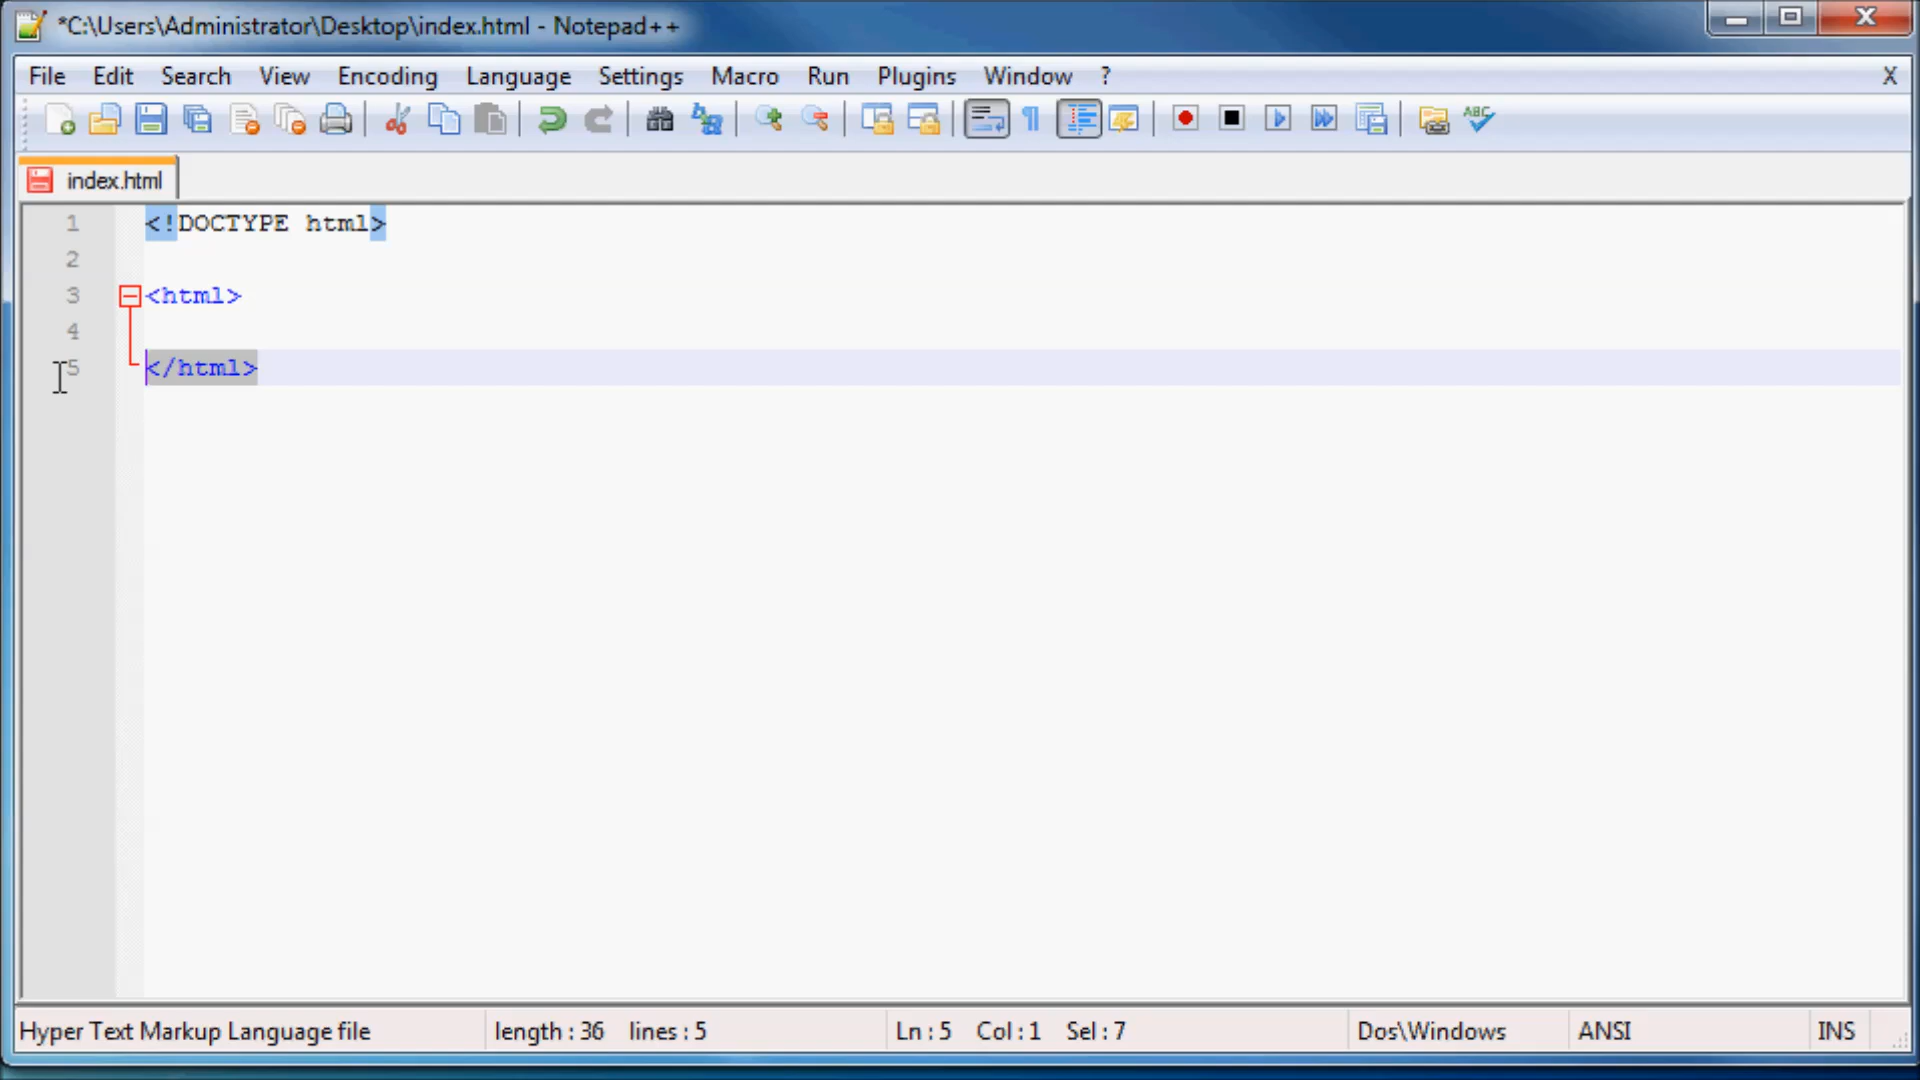 *C:\Users\Administrator\Desktop\index.html - Notepad++
File Edit Search View Encoding Language Settings Macro Run Plugins Window ? X
ABC
index.html
1 <!DOCTYPE html>
2
3 <html>
4
5 </html>
Hyper Text Markup Language file length : 36 lines : 5 Ln : 5 Col : 1 Sel : 7 Dos\Windows ANSI INS